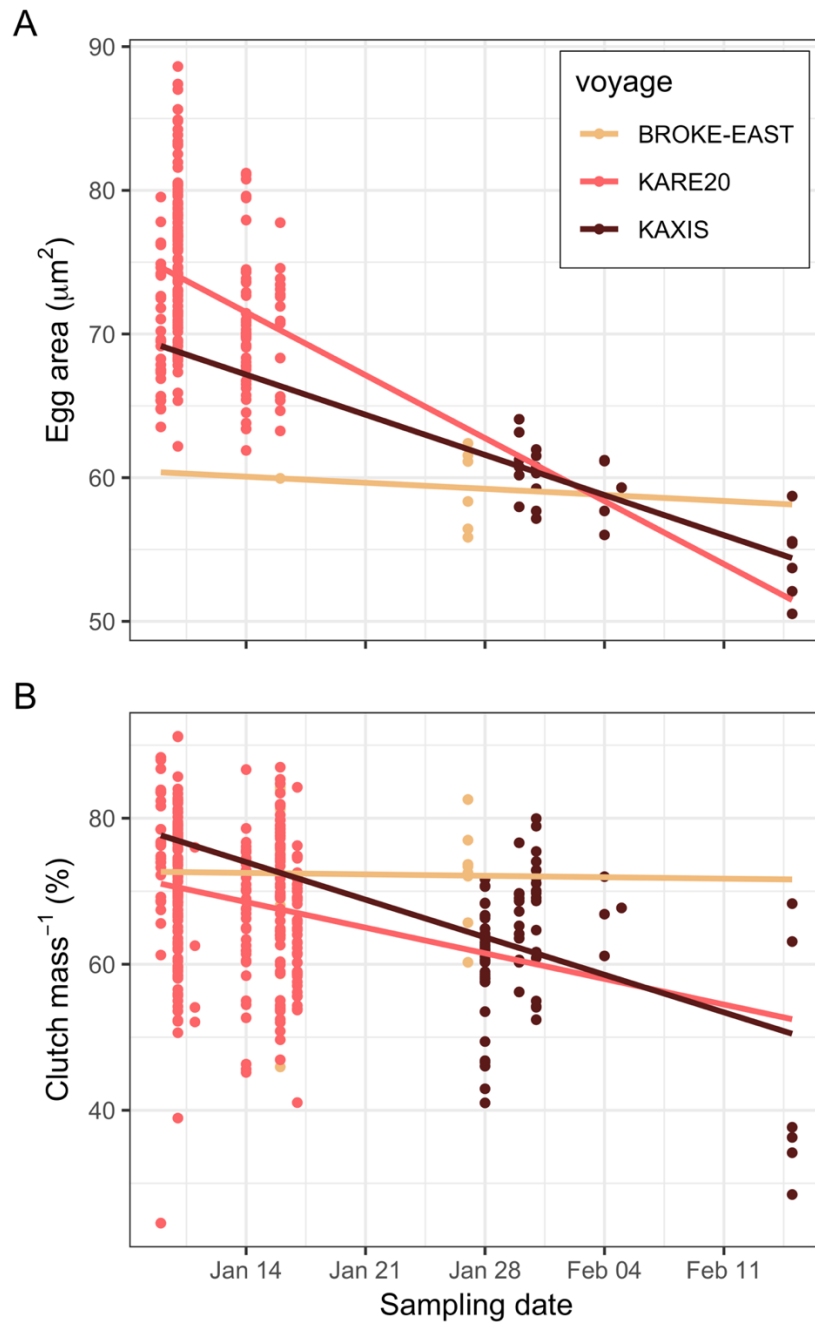 A
90
80
70
60
50
Egg area (μm²)
voyage
BROKE-EAST
KARE20
KAXIS
B
80
60
40
Clutch mass⁻¹ (%)
Jan 14
Jan 21
Jan 28
Feb 04
Feb 11
Sampling date